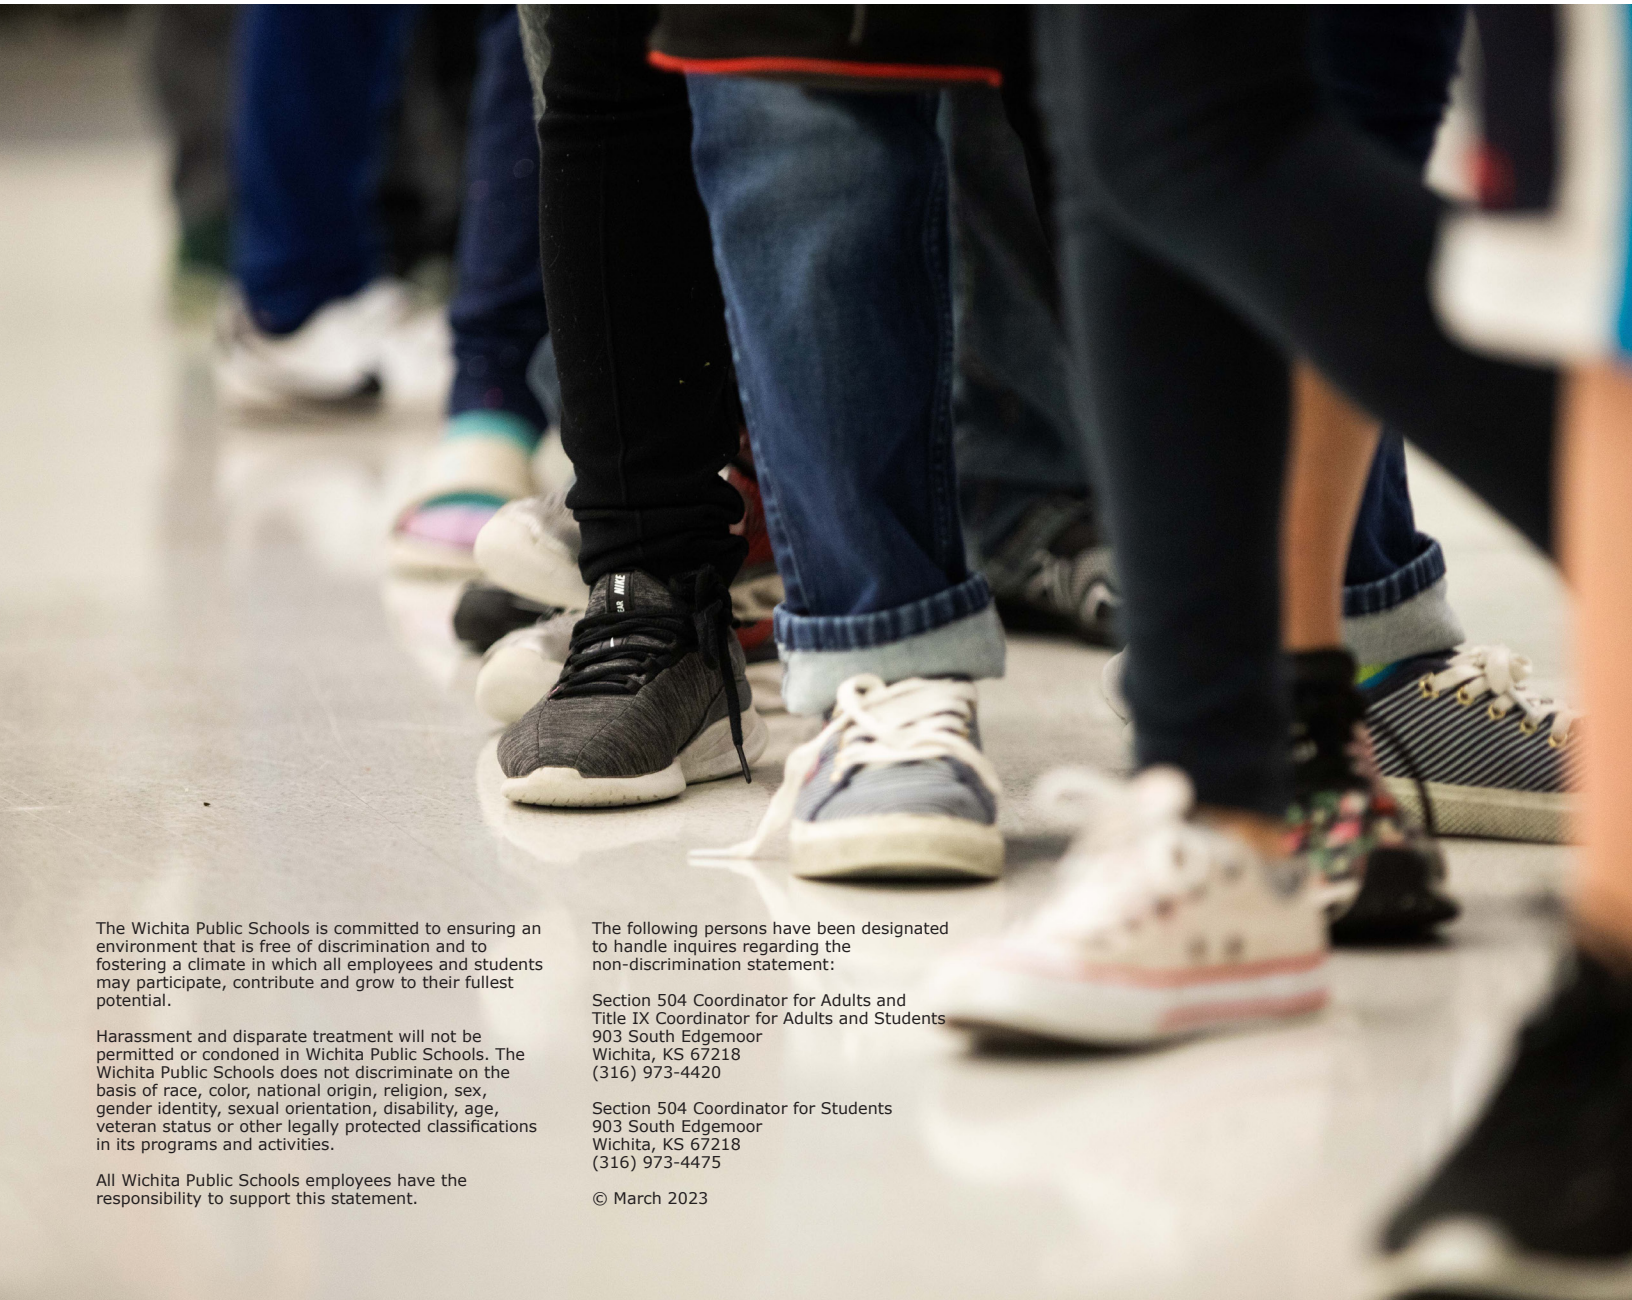 NIKE
The Wichita Public Schools is committed to ensuring an
environment that is free of discrimination and to
fostering a climate in which all employees and students
may participate, contribute and grow to their fullest
potential.
Harassment and disparate treatment will not be
permitted or condoned in Wichita Public Schools. The
Wichita Public Schools does not discriminate on the
basis of race, color, national origin, religion, sex,
gender identity, sexual orientation, disability, age,
veteran status or other legally protected classifications
in its programs and activities.
All Wichita Public Schools employees have the
responsibility to support this statement.
The following persons have been designated
to handle inquires regarding the
non-discrimination statement:
Section 504 Coordinator for Adults and
Title IX Coordinator for Adults and Students
903 South Edgemoor
Wichita, KS 67218
(316) 973-4420
Section 504 Coordinator for Students
903 South Edgemoor
Wichita, KS 67218
(316) 973-4475
© March 2023